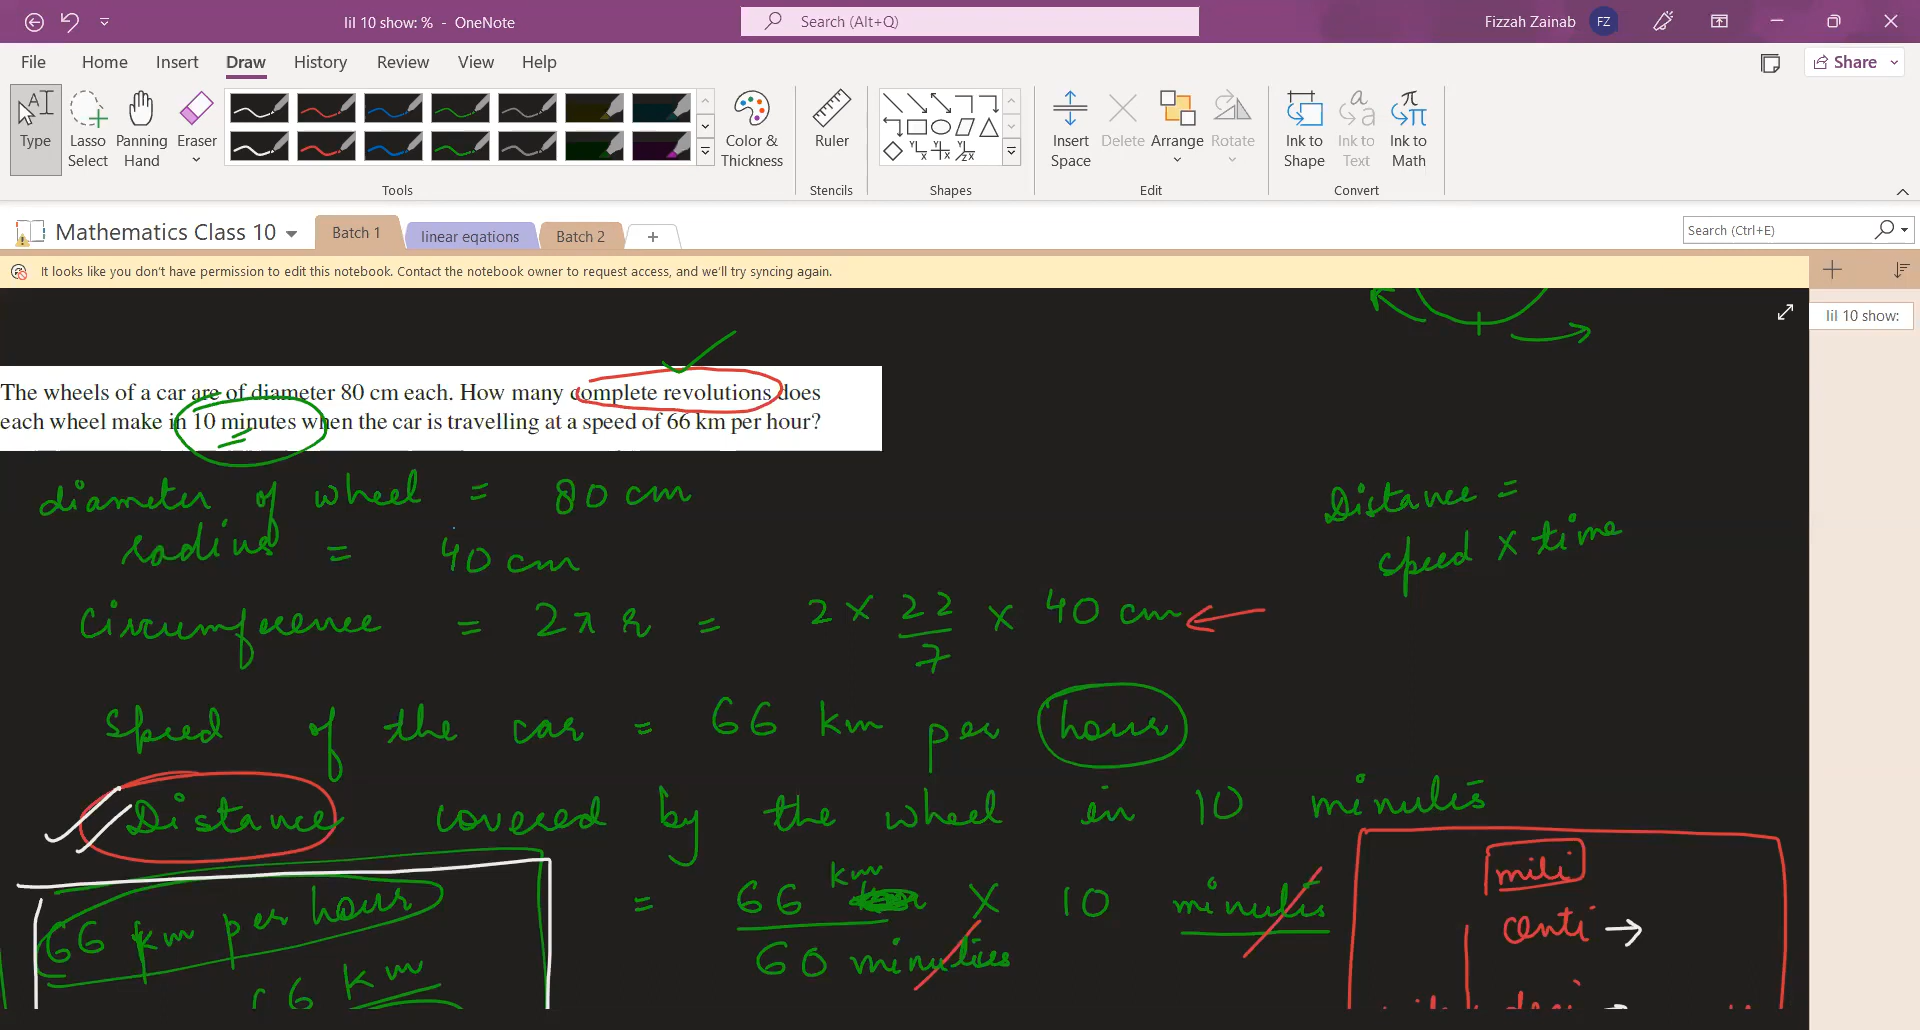 lil 10 show: % - OneNote
Search (Alt+Q)
Fizzah Zainab
FZ
File Home Insert Draw History Review View Help
Share
Type
Lasso Select
Panning Hand
Eraser
Color & Thickness
Ruler
Insert Space
Delete
Arrange
Rotate
Ink to Shape
Ink to Text
Ink to Math
Tools
Stencils
Shapes
Edit
Convert
Mathematics Class 10
Batch 1
linear eqations
Batch 2
Search (Ctrl+E)
It looks like you don't have permission to edit this notebook. Contact the notebook owner to request access, and we'll try syncing again.
lil 10 show:
The wheels of a car are of diameter 80 cm each. How many complete revolutions does
each wheel make in 10 minutes when the car is travelling at a speed of 66 km per hour?
diameter of wheel = 80 cm
radius = 40 cm
Distance =
speed × time
Circumference = 2πr = 2 × 22/7 × 40 cm
Speed of the car = 66 km per hour
Distance covered by the wheel in 10 minutes
= 66 km / 60 minutes × 10 minutes
66 km per hour
66 km
mili
centi →